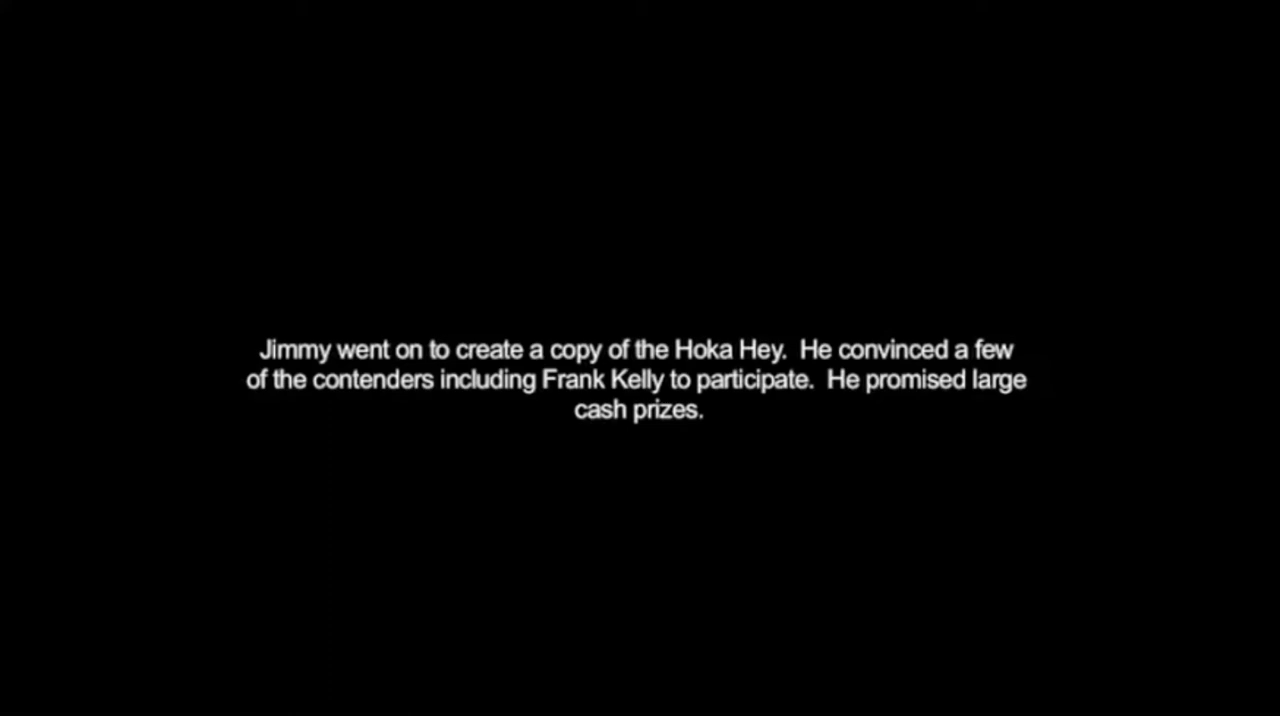 Jimmy went on to create a copy of the Hoka Hey.  He convinced a few
of the contenders including Frank Kelly to participate.  He promised large
cash prizes.